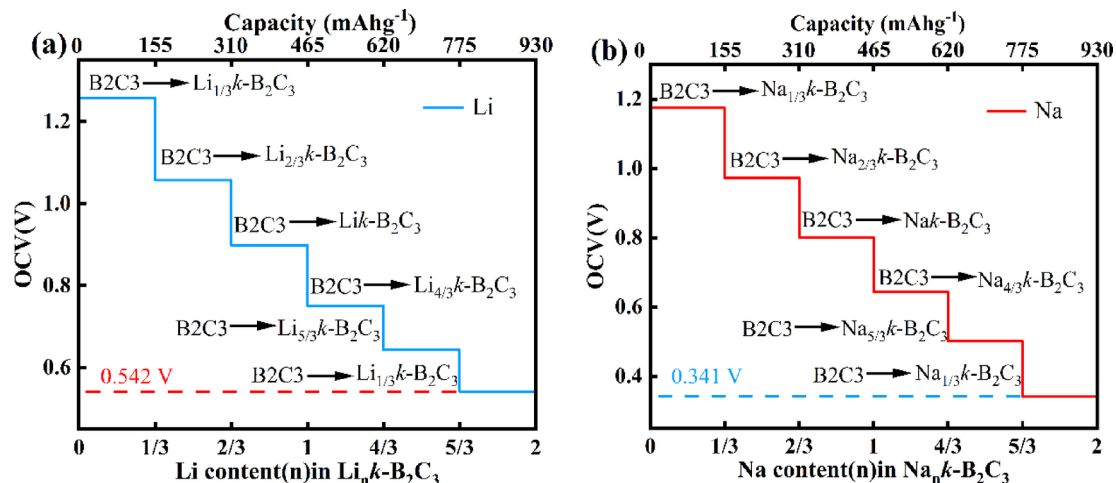 Capacity (mAhg⁻¹)
(a) 0 155 310 465 620 775 930
B2C3 → Li1/3k-B2C3
Li
1.2
B2C3 → Li2/3k-B2C3
1.0
B2C3 → Lik-B2C3
OCV(V)
0.8
B2C3 → Li4/3k-B2C3
B2C3 → Li5/3k-B2C3
0.6
0.542 V
B2C3 → Li1/3k-B2C3
0 1/3 2/3 1 4/3 5/3 2
Li content(n)in Link-B2C3
Capacity (mAhg⁻¹)
(b) 0 155 310 465 620 775 930
B2C3 → Na1/3k-B2C3
1.2
Na
B2C3 → Na2/3k-B2C3
1.0
B2C3 → Nak-B2C3
OCV(V)
0.8
B2C3 → Na4/3k-B2C3
0.6
B2C3 → Na5/3k-B2C3
0.341 V
B2C3 → Na1/3k-B2C3
0.4
0 1/3 2/3 1 4/3 5/3 2
Na content(n)in Nank-B2C3